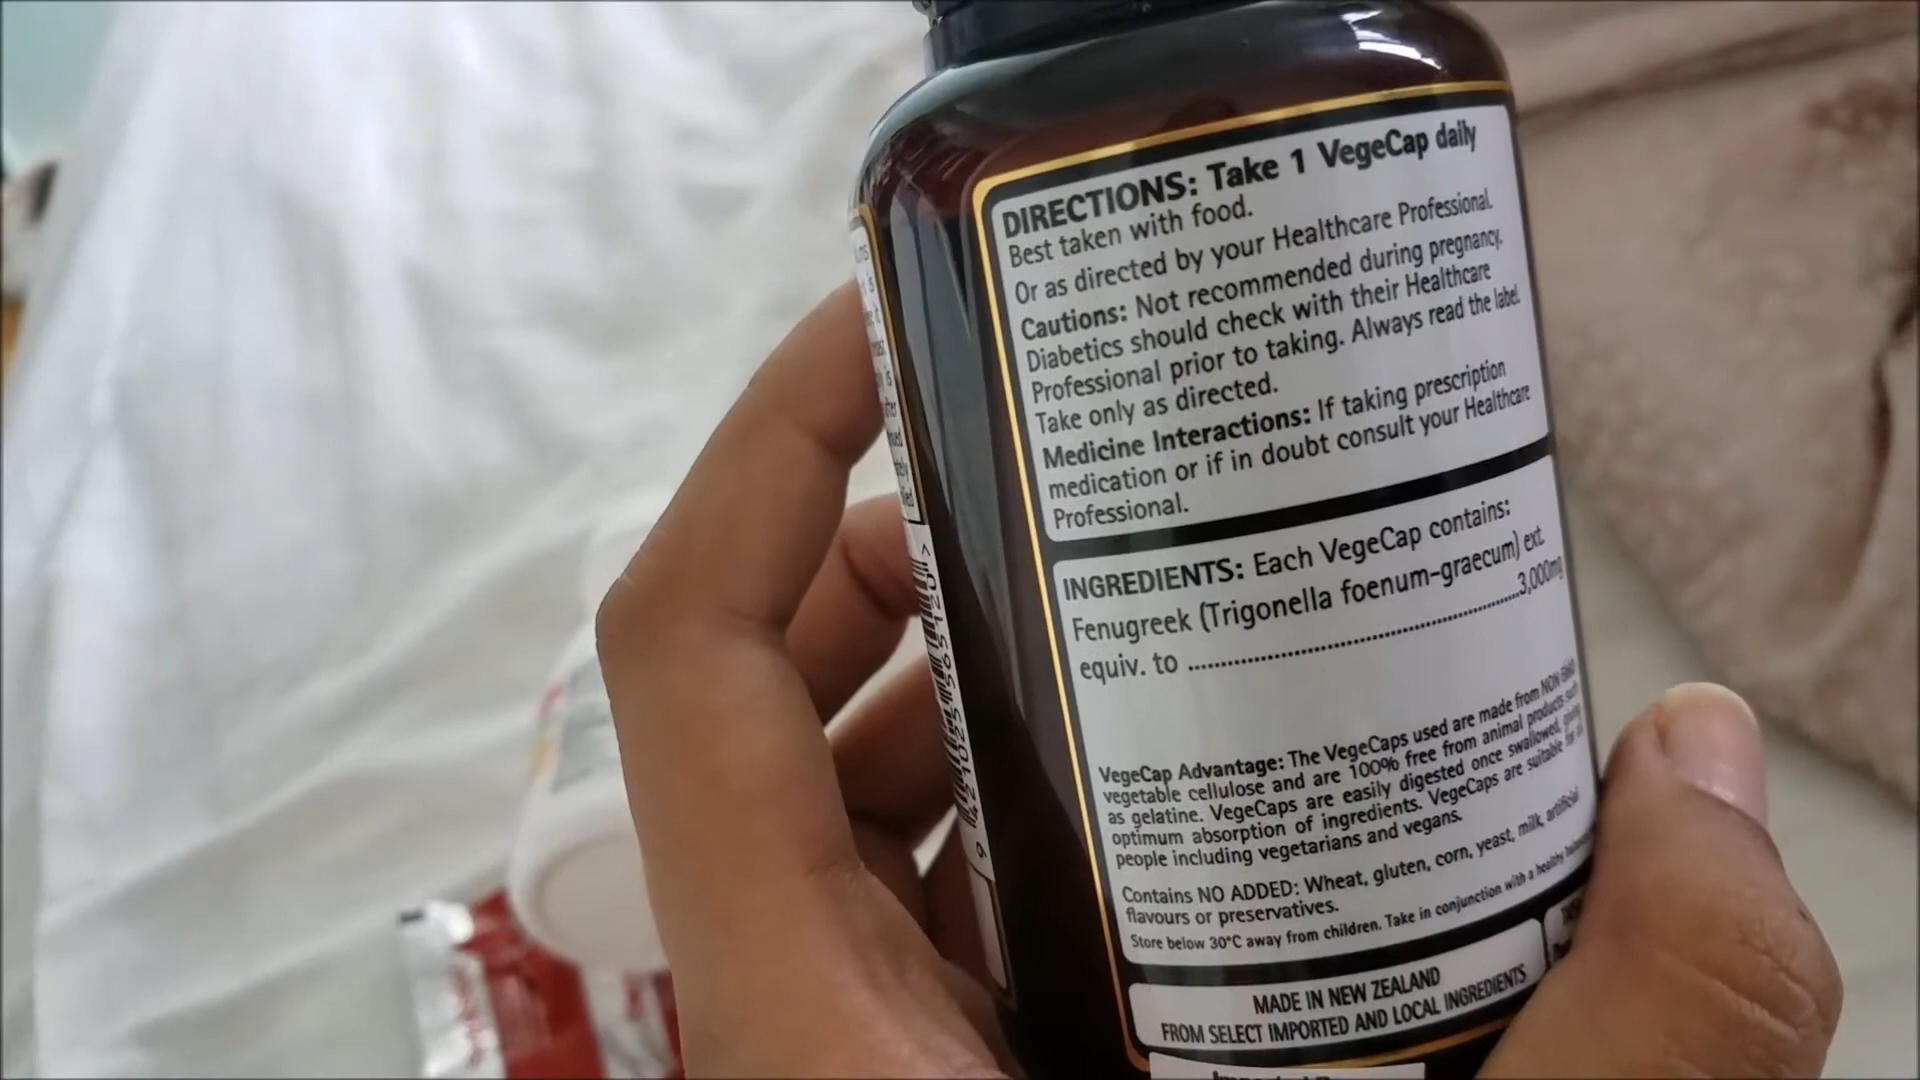 DIRECTIONS: Take 1 VegeCap daily
Best taken with food.
Or as directed by your Healthcare Professional.
Cautions: Not recommended during pregnancy.
Diabetics should check with their Healthcare
Professional prior to taking. Always read the label.
Take only as directed.
Medicine Interactions: If taking prescription
medication or if in doubt consult your Healthcare
Professional.
INGREDIENTS: Each VegeCap contains:
Fenugreek (Trigonella foenum-graecum) ext.
equiv. to ........................................3,000mg
VegeCap Advantage: The VegeCaps used are made from NON GMO
vegetable cellulose and are 100% free from animal products such
as gelatine. VegeCaps are easily digested once swallowed, giving
optimum absorption of ingredients. VegeCaps are suitable for all
people including vegetarians and vegans.
Contains NO ADDED: Wheat, gluten, corn, yeast, milk, artificial
flavours or preservatives.
Store below 30°C away from children. Take in conjunction with a healthy
MADE IN NEW ZEALAND
FROM SELECT IMPORTED AND LOCAL INGREDIENTS
9 421025 565120 >